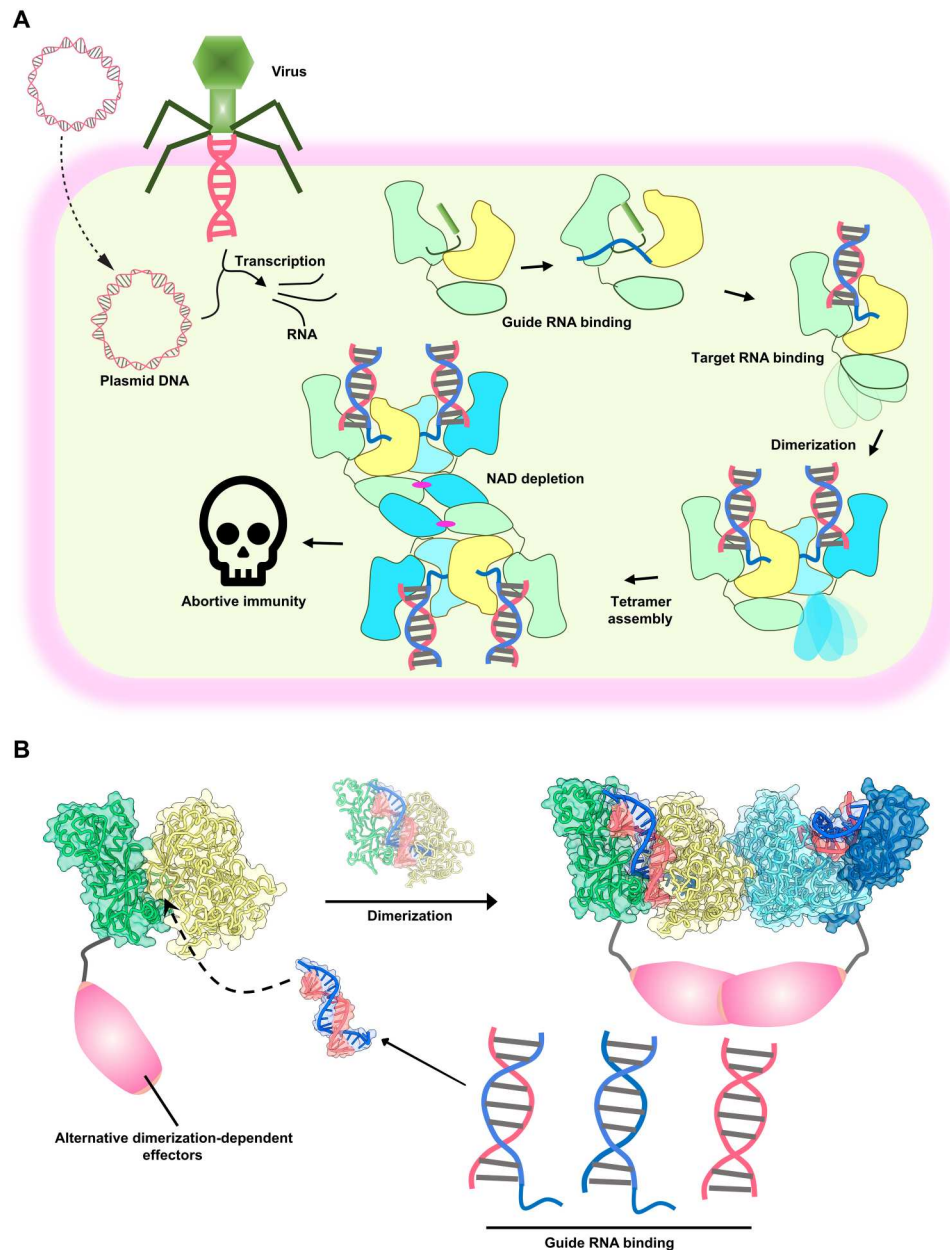 A
Virus
Transcription
RNA
Plasmid DNA
Guide RNA binding
Target RNA binding
Dimerization
NAD depletion
Abortive immunity
Tetramer
assembly
B
Dimerization
Alternative dimerization-dependent
effectors
Guide RNA binding